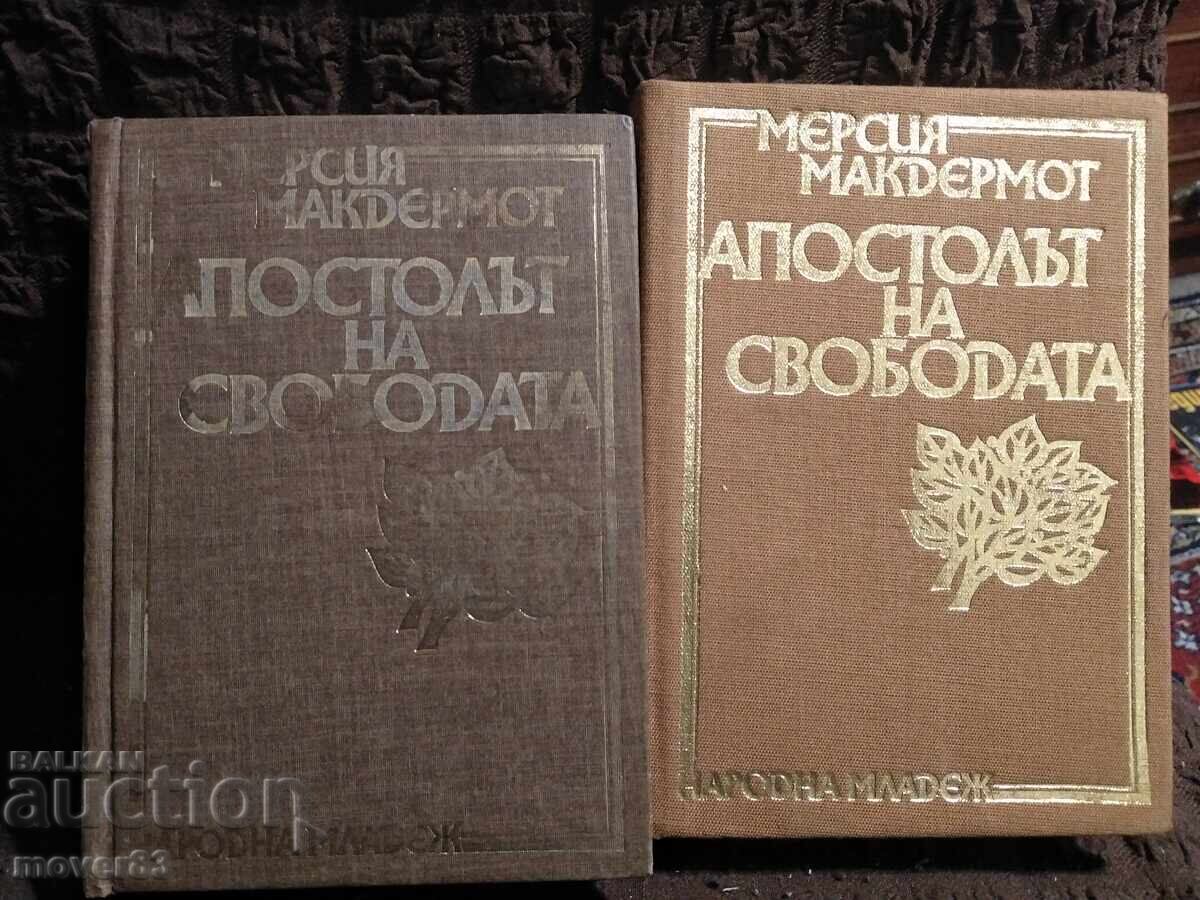 МЕРСИЯ
МАКДЕРМОТ
АПОСТОЛЪТ
НА
СВОБОДАТА
НАРОДНА МЛАДЕЖ
МЕРСИЯ
МАКДЕРМОТ
АПОСТОЛЪТ
НА
СВОБОДАТА
НАРОДНА МЛАДЕЖ
BALKAN
auction
mover83